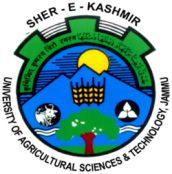 SHER - E - KASHMIR
UNIVERSITY OF AGRICULTURAL SCIENCES & TECHNOLOGY, JAMMU